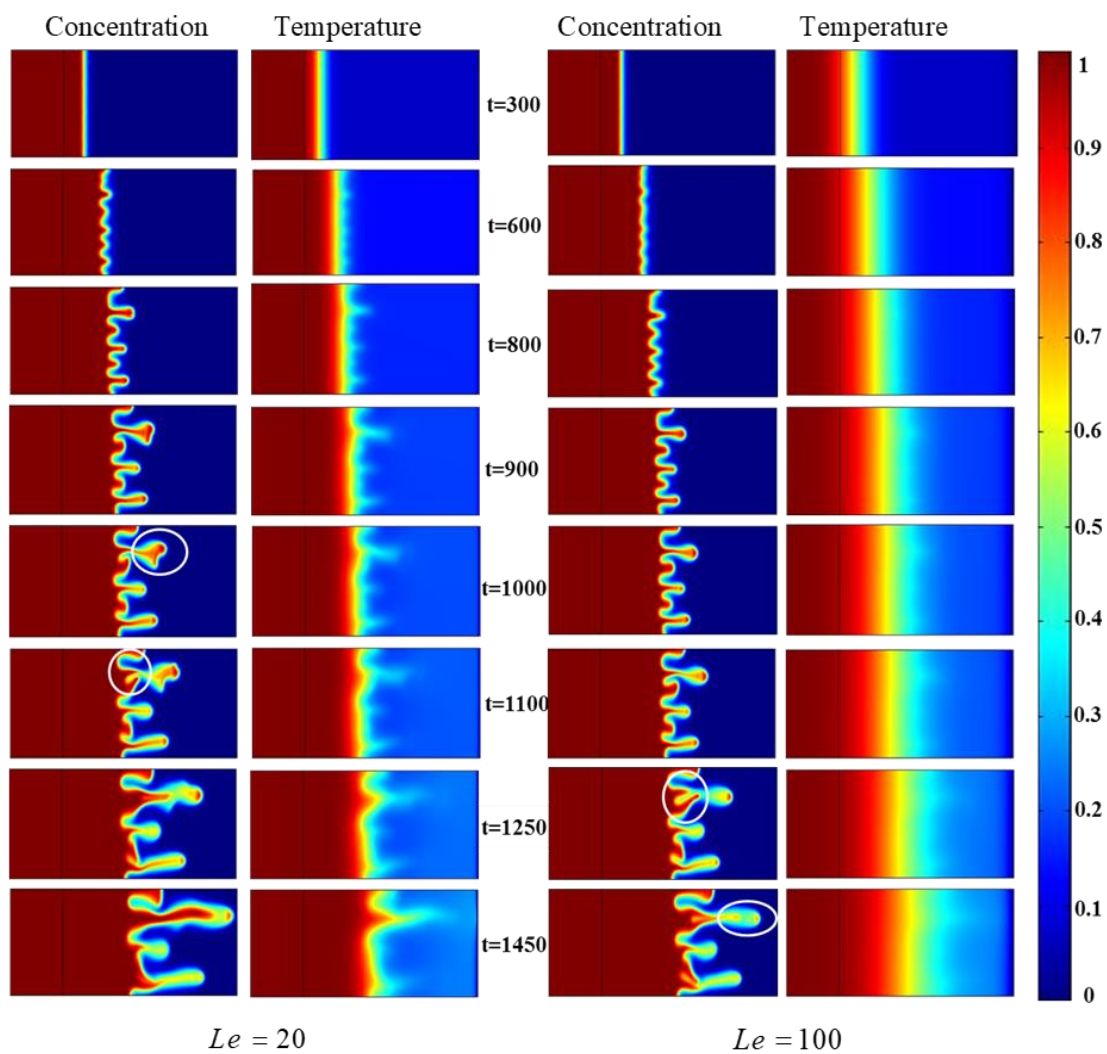 Concentration Temperature Concentration Temperature
t=300
t=600
t=800
t=900
t=1000
t=1100
t=1250
t=1450
1
0.9
0.8
0.7
0.6
0.5
0.4
0.3
0.2
0.1
0
Le = 20 Le = 100